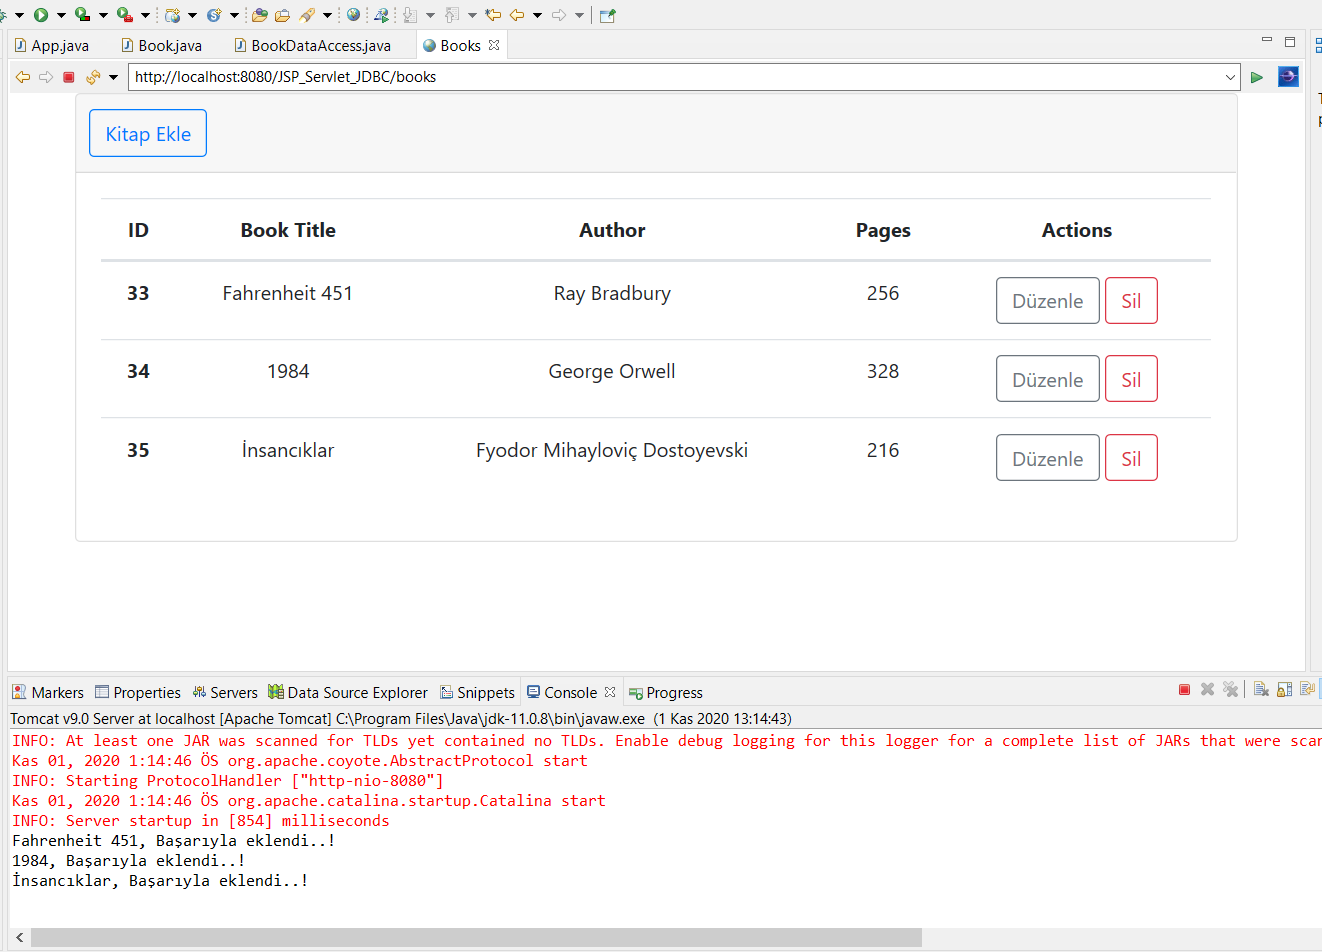 App.java Book.java BookDataAccess.java Books
http://localhost:8080/JSP_Servlet_JDBC/books
Kitap Ekle
ID Book Title Author Pages Actions
33 Fahrenheit 451 Ray Bradbury 256 Düzenle Sil
34 1984 George Orwell 328 Düzenle Sil
35 İnsancıklar Fyodor Mihayloviç Dostoyevski 216 Düzenle Sil
Markers Properties Servers Data Source Explorer Snippets Console Progress
Tomcat v9.0 Server at localhost [Apache Tomcat] C:\Program Files\Java\jdk-11.0.8\bin\javaw.exe (1 Kas 2020 13:14:43)
INFO: At least one JAR was scanned for TLDs yet contained no TLDs. Enable debug logging for this logger for a complete list of JARs that were scan
Kas 01, 2020 1:14:46 ÖS org.apache.coyote.AbstractProtocol start
INFO: Starting ProtocolHandler ["http-nio-8080"]
Kas 01, 2020 1:14:46 ÖS org.apache.catalina.startup.Catalina start
INFO: Server startup in [854] milliseconds
Fahrenheit 451, Başarıyla eklendi..!
1984, Başarıyla eklendi..!
İnsancıklar, Başarıyla eklendi..!